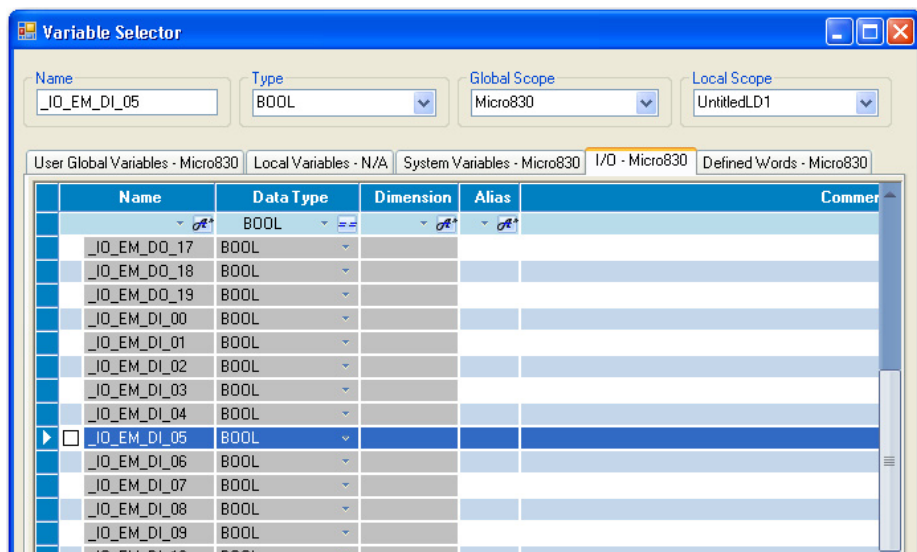 Variable Selector
Name Type Global Scope Local Scope
_IO_EM_DI_05 BOOL Micro830 UntitledLD1
User Global Variables - Micro830 Local Variables - N/A System Variables - Micro830 I/O - Micro830 Defined Words - Micro830
Name Data Type Dimension Alias Commer
BOOL ==
_IO_EM_DO_17 BOOL
_IO_EM_DO_18 BOOL
_IO_EM_DO_19 BOOL
_IO_EM_DI_00 BOOL
_IO_EM_DI_01 BOOL
_IO_EM_DI_02 BOOL
_IO_EM_DI_03 BOOL
_IO_EM_DI_04 BOOL
_IO_EM_DI_05 BOOL
_IO_EM_DI_06 BOOL
_IO_EM_DI_07 BOOL
_IO_EM_DI_08 BOOL
_IO_EM_DI_09 BOOL